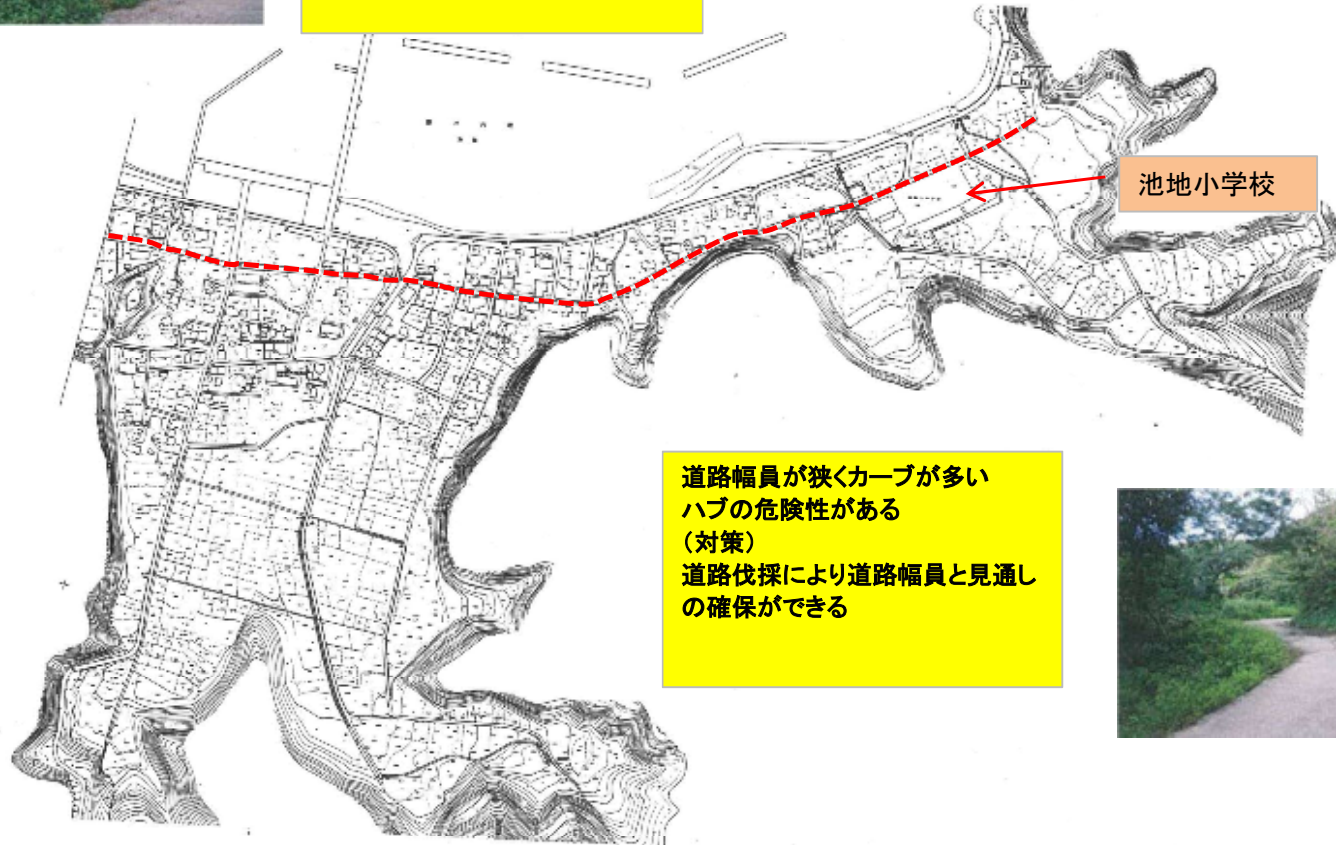 池地小学校
道路幅員が狭くカーブが多い
ハブの危険性がある
（対策）
道路伐採により道路幅員と見通し
の確保ができる